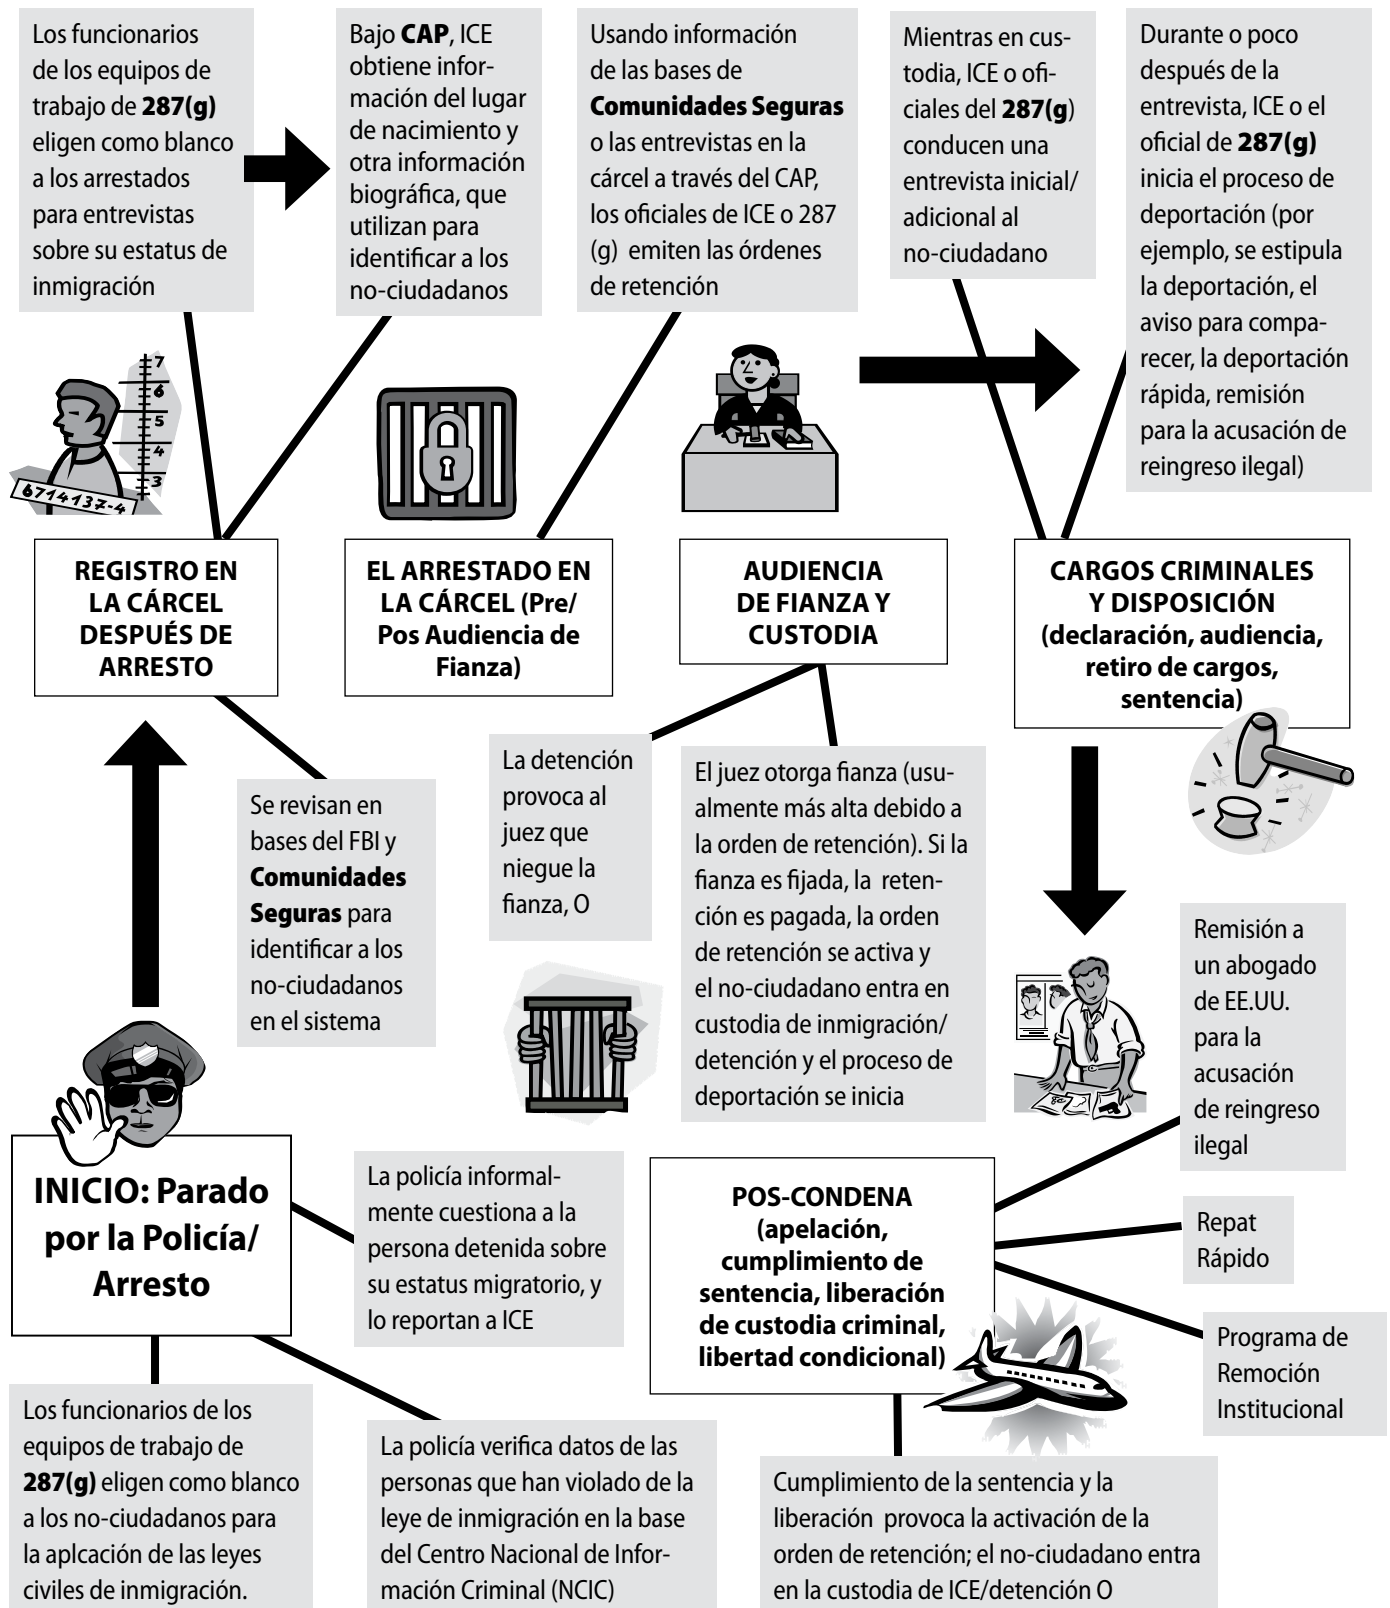 Los funcionarios
de los equipos de
trabajo de 287(g)
eligen como blanco
a los arrestados
para entrevistas
sobre su estatus de
inmigración
Bajo CAP, ICE
obtiene infor-
mación del lugar
de nacimiento y
otra información
biográfica, que
utilizan para
identificar a los
no-ciudadanos
Usando información
de las bases de
Comunidades Seguras
o las entrevistas en la
cárcel a través del CAP,
los oficiales de ICE o 287
(g) emiten las órdenes
de retención
Mientras en cus-
todia, ICE o ofi-
ciales del 287(g)
conducen una
entrevista inicial/
adicional al
no-ciudadano
Durante o poco
después de la
entrevista, ICE o el
oficial de 287(g)
inicia el proceso de
deportación (por
ejemplo, se estipula
la deportación, el
aviso para compa-
recer, la deportación
rápida, remisión
para la acusación de
reingreso ilegal)
7
6
5
4
3
6714137-4
REGISTRO EN
LA CÁRCEL
DESPUÉS DE
ARRESTO
EL ARRESTADO EN
LA CÁRCEL (Pre/
Pos Audiencia de
Fianza)
AUDIENCIA
DE FIANZA Y
CUSTODIA
CARGOS CRIMINALES
Y DISPOSICIÓN
(declaración, audiencia,
retiro de cargos,
sentencia)
Se revisan en
bases del FBI y
Comunidades
Seguras para
identificar a los
no-ciudadanos
en el sistema
La detención
provoca al
juez que
niegue la
fianza, O
El juez otorga fianza (usu-
almente más alta debido a
la orden de retención). Si la
fianza es fijada, la reten-
ción es pagada, la orden
de retención se activa y
el no-ciudadano entra en
custodia de inmigración/
detención y el proceso de
deportación se inicia
Remisión a
un abogado
de EE.UU.
para la
acusación
de reingreso
ilegal
INICIO: Parado
por la Policía/
Arresto
La policía informal-
mente cuestiona a la
persona detenida sobre
su estatus migratorio, y
lo reportan a ICE
POS-CONDENA
(apelación,
cumplimiento de
sentencia, liberación
de custodia criminal,
libertad condicional)
Repat
Rápido
Programa de
Remoción
Institucional
Los funcionarios de los
equipos de trabajo de
287(g) eligen como blanco
a los no-ciudadanos para
la aplcación de las leyes
civiles de inmigración.
La policía verifica datos de las
personas que han violado de la
leye de inmigración en la base
del Centro Nacional de Infor-
mación Criminal (NCIC)
Cumplimiento de la sentencia y la
liberación provoca la activación de la
orden de retención; el no-ciudadano entra
en la custodia de ICE/detención O